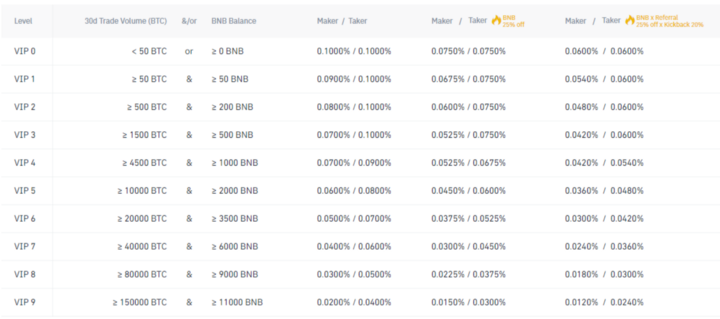 Level 30d Trade Volume (BTC) &/or BNB Balance Maker / Taker Maker / Taker BNB 25% off Maker / Taker BNB x Referral 25% off x Kickback 20%
VIP 0 < 50 BTC or ≥ 0 BNB 0.1000% / 0.1000% 0.0750% / 0.0750% 0.0600% / 0.0600%
VIP 1 ≥ 50 BTC & ≥ 50 BNB 0.0900% / 0.1000% 0.0675% / 0.0750% 0.0540% / 0.0600%
VIP 2 ≥ 500 BTC & ≥ 200 BNB 0.0800% / 0.1000% 0.0600% / 0.0750% 0.0480% / 0.0600%
VIP 3 ≥ 1500 BTC & ≥ 500 BNB 0.0700% / 0.1000% 0.0525% / 0.0750% 0.0420% / 0.0600%
VIP 4 ≥ 4500 BTC & ≥ 1000 BNB 0.0700% / 0.0900% 0.0525% / 0.0675% 0.0420% / 0.0540%
VIP 5 ≥ 10000 BTC & ≥ 2000 BNB 0.0600% / 0.0800% 0.0450% / 0.0600% 0.0360% / 0.0480%
VIP 6 ≥ 20000 BTC & ≥ 3500 BNB 0.0500% / 0.0700% 0.0375% / 0.0525% 0.0300% / 0.0420%
VIP 7 ≥ 40000 BTC & ≥ 6000 BNB 0.0400% / 0.0600% 0.0300% / 0.0450% 0.0240% / 0.0360%
VIP 8 ≥ 80000 BTC & ≥ 9000 BNB 0.0300% / 0.0500% 0.0225% / 0.0375% 0.0180% / 0.0300%
VIP 9 ≥ 150000 BTC & ≥ 11000 BNB 0.0200% / 0.0400% 0.0150% / 0.0300% 0.0120% / 0.0240%